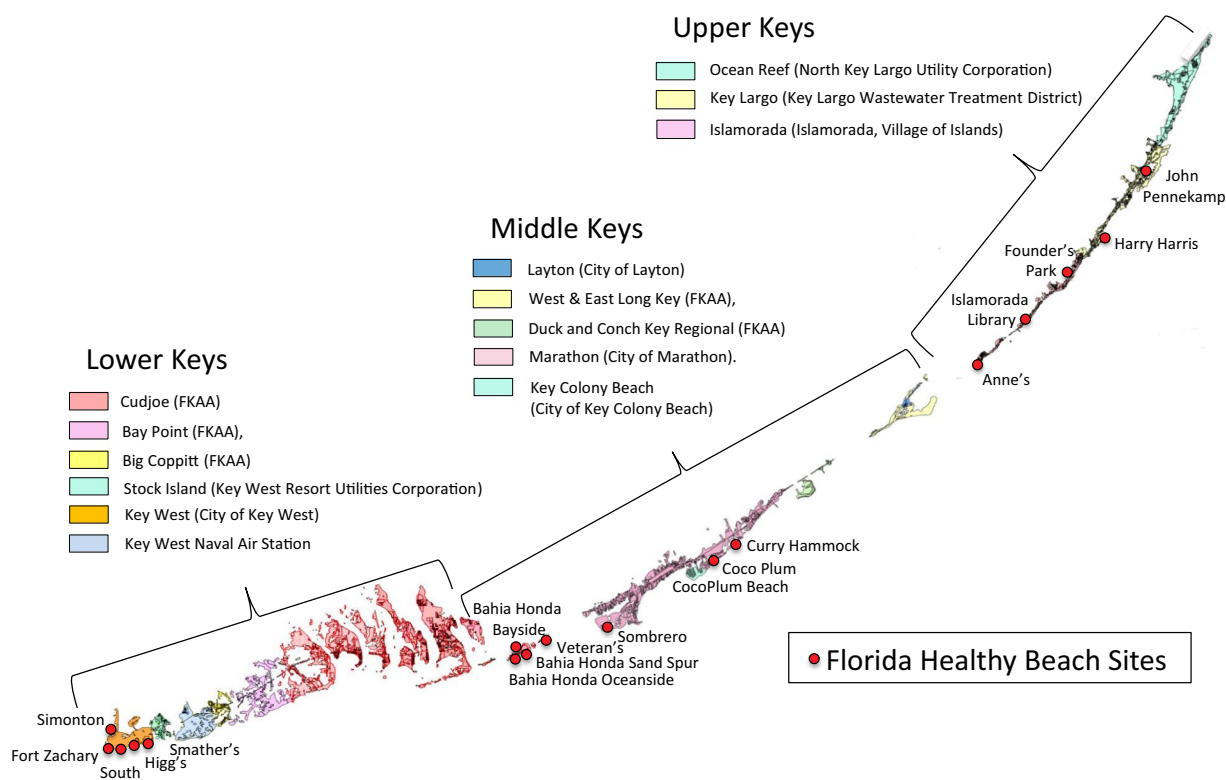 Upper Keys
Ocean Reef (North Key Largo Utility Corporation)
Key Largo (Key Largo Wastewater Treatment District)
Islamorada (Islamorada, Village of Islands)
John
Pennekamp
Harry Harris
Founder's
Park
Islamorada
Library
Anne's
Middle Keys
Layton (City of Layton)
West & East Long Key (FKAA),
Duck and Conch Key Regional (FKAA)
Marathon (City of Marathon).
Key Colony Beach
(City of Key Colony Beach)
Lower Keys
Cudjoe (FKAA)
Bay Point (FKAA),
Big Coppitt (FKAA)
Stock Island (Key West Resort Utilities Corporation)
Key West (City of Key West)
Key West Naval Air Station
Curry Hammock
Coco Plum
CocoPlum Beach
Sombrero
Bahia Honda
Bayside
Veteran's
Bahia Honda Sand Spur
Bahia Honda Oceanside
Simonton
Fort Zachary
South
Higg's
Smather's
Florida Healthy Beach Sites